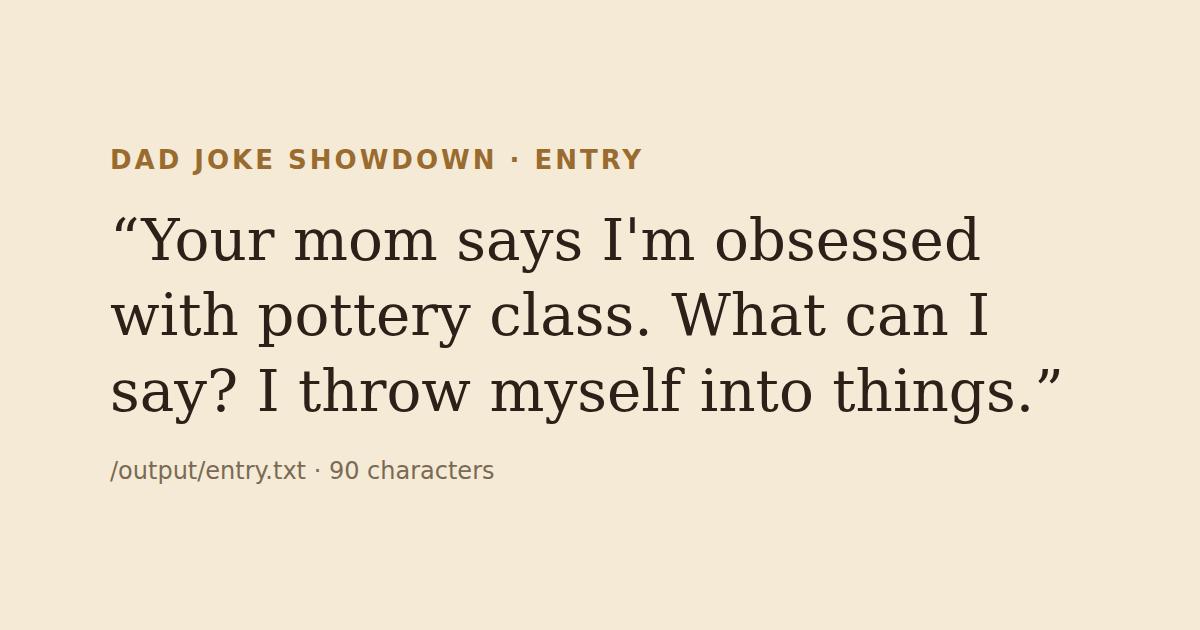 DAD JOKE SHOWDOWN · ENTRY
“Your mom says I'm obsessed
with pottery class. What can I
say? I throw myself into things.”
/output/entry.txt · 90 characters